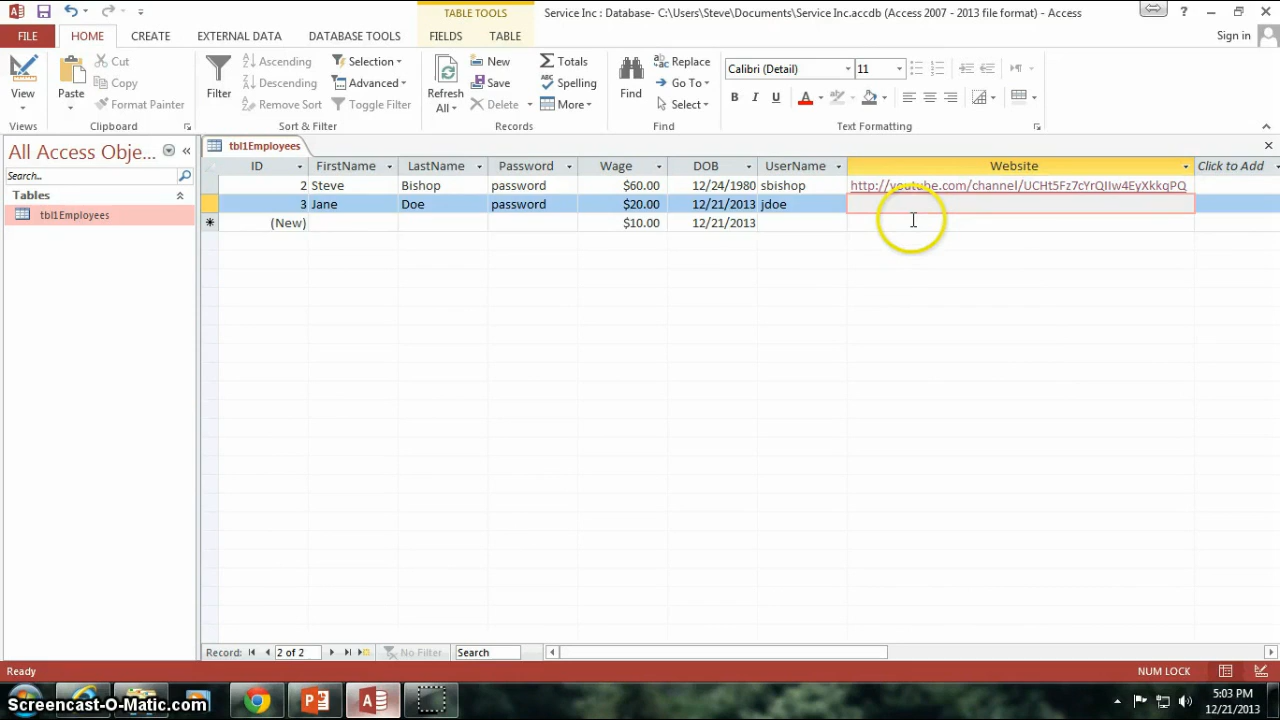 TABLE TOOLS
Service Inc : Database- C:\Users\Steve\Documents\Service Inc.accdb (Access 2007 - 2013 file format) - Access
?
FILE HOME CREATE EXTERNAL DATA DATABASE TOOLS FIELDS TABLE Sign in
View
Views
Paste
Cut
Copy
Format Painter
Clipboard
Filter
Ascending
Descending
Remove Sort
Selection
Advanced
Toggle Filter
Sort & Filter
Refresh
All
New
Save
Delete
Totals
Spelling
More
Records
Find
Replace
Go To
Select
Find
Calibri (Detail) 11
B I U A
Text Formatting
All Access Obje...
Search...
Tables
tbl1Employees
tbl1Employees
ID FirstName LastName Password Wage DOB UserName Website Click to Add
2 Steve Bishop password $60.00 12/24/1980 sbishop http://youtube.com/channel/UCHt5Fz7cYrQIIw4EyXkkqPQ
3 Jane Doe password $20.00 12/21/2013 jdoe
(New) $10.00 12/21/2013
Record: 2 of 2 No Filter Search
Ready NUM LOCK
Screencast-O-Matic.com
5:03 PM
12/21/2013